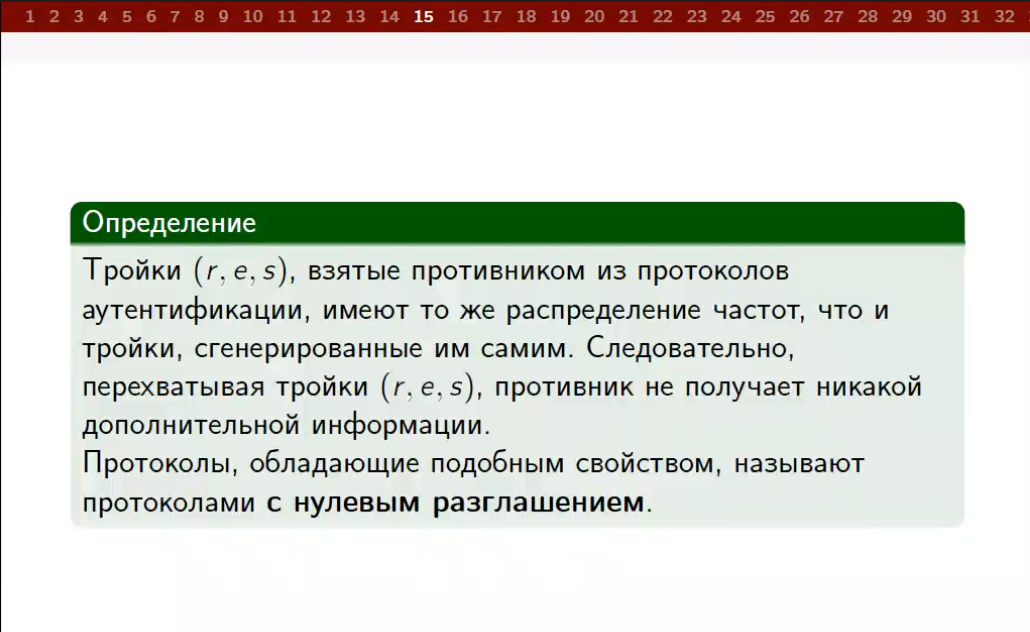 1 2 3 4 5 6 7 8 9 10 11 12 13 14 15 16 17 18 19 20 21 22 23 24 25 26 27 28 29 30 31 32
Определение
Тройки (r, e, s), взятые противником из протоколов
аутентификации, имеют то же распределение частот, что и
тройки, сгенерированные им самим. Следовательно,
перехватывая тройки (r, e, s), противник не получает никакой
дополнительной информации.
Протоколы, обладающие подобным свойством, называют
протоколами с нулевым разглашением.